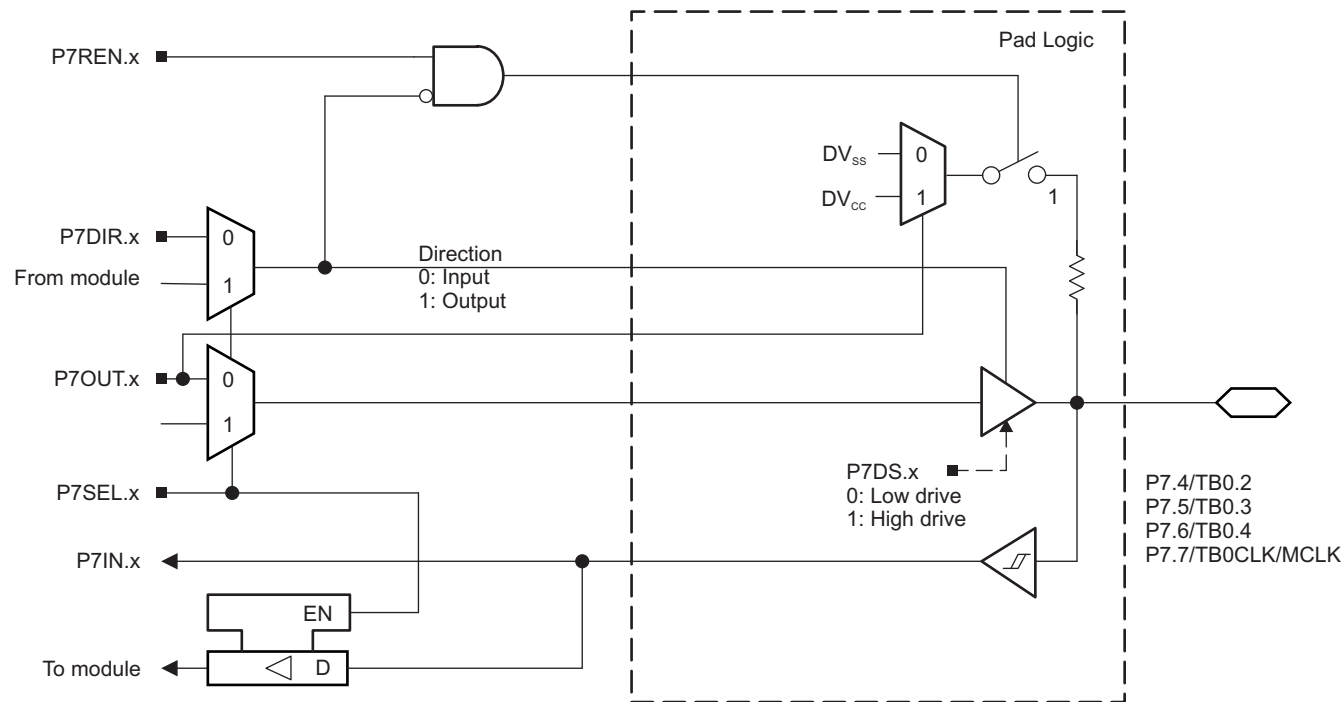 Pad Logic
P7REN.x
DVSS
0
DVCC
1
1
P7DIR.x
0
From module
1
Direction
0: Input
1: Output
P7OUT.x
0
1
P7DS.x
0: Low drive
1: High drive
P7SEL.x
P7.4/TB0.2
P7.5/TB0.3
P7.6/TB0.4
P7.7/TB0CLK/MCLK
P7IN.x
EN
To module
D